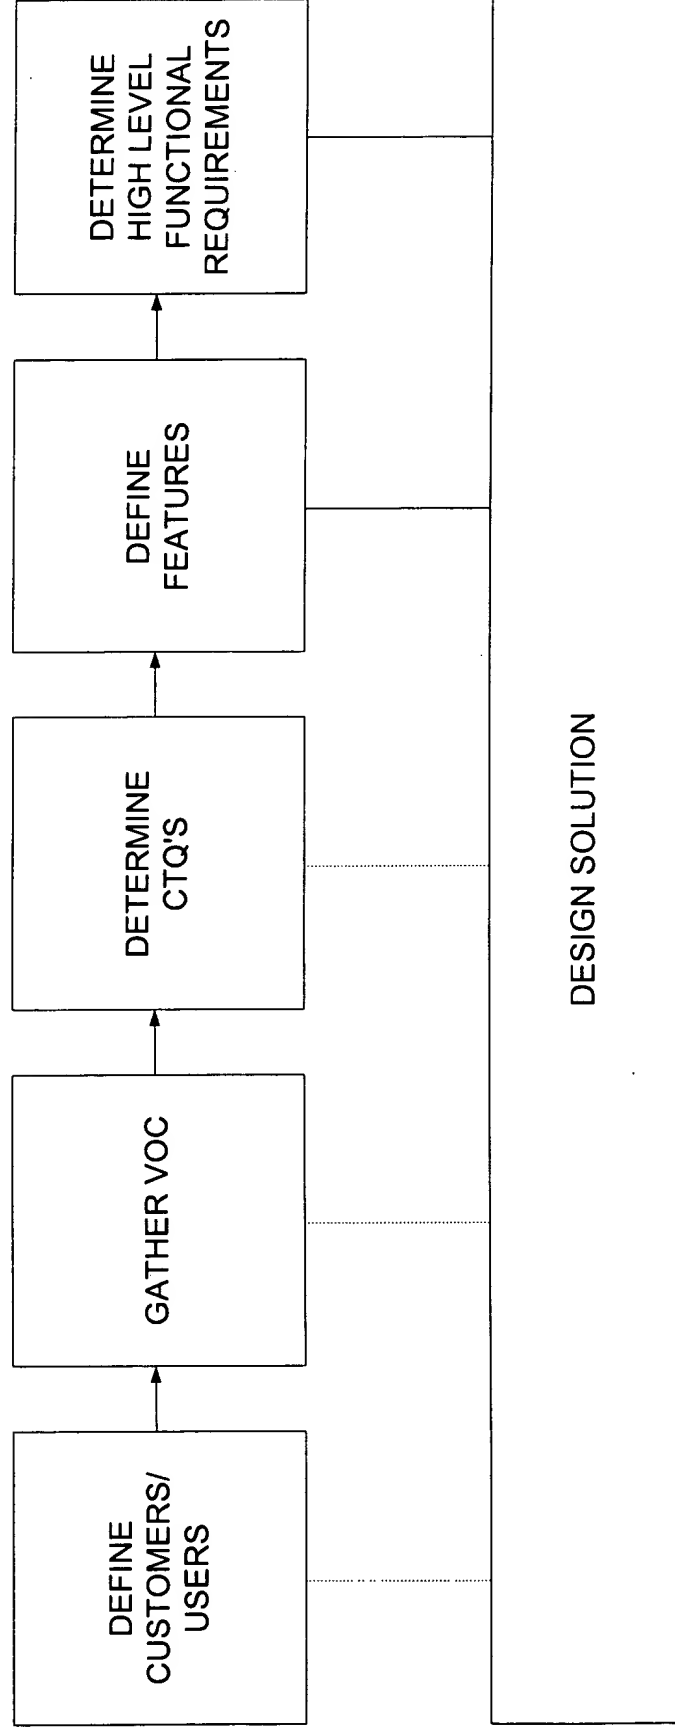 DEFINE
CUSTOMERS/
USERS
GATHER VOC
DETERMINE
CTQ'S
DEFINE
FEATURES
DETERMINE
HIGH LEVEL
FUNCTIONAL
REQUIREMENTS
DESIGN SOLUTION